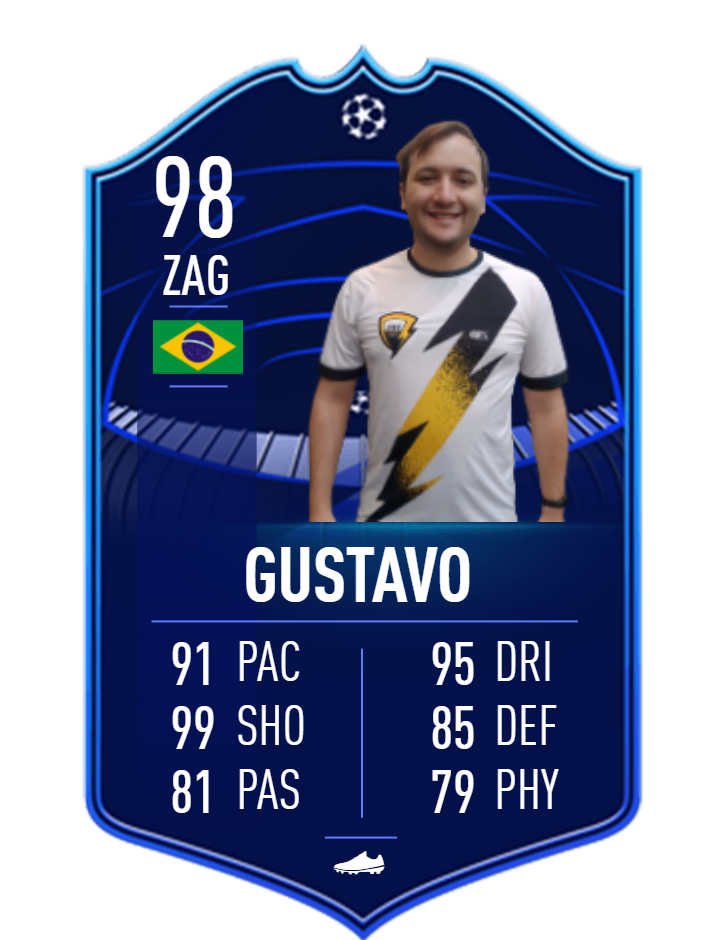 98
ZAG
GUSTAVO
91 PAC
95 DRI
99 SHO
85 DEF
81 PAS
79 PHY